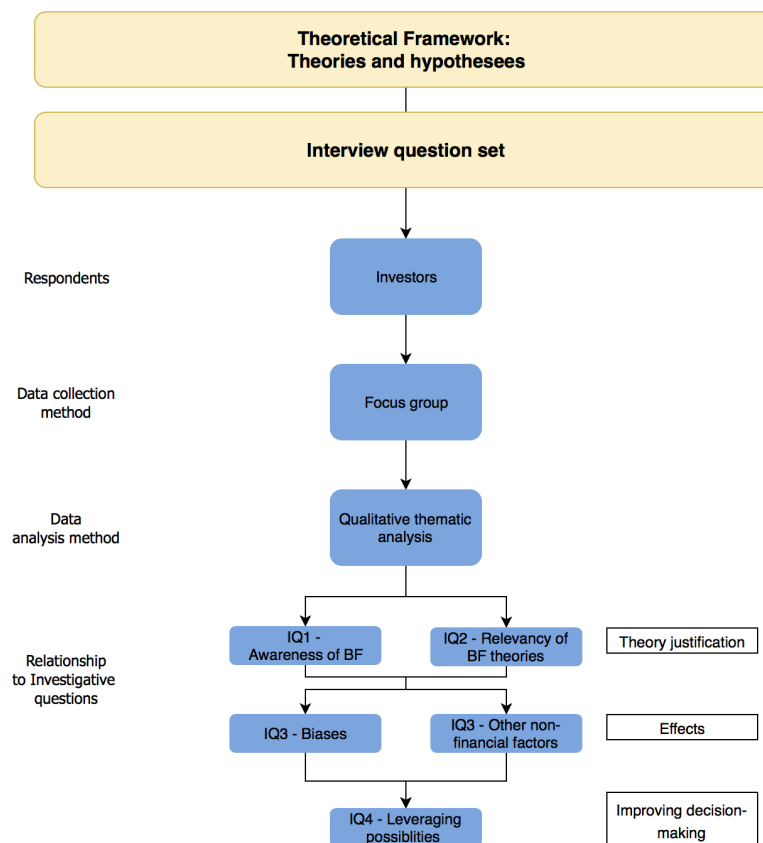 Theoretical Framework:
Theories and hypothesees
Interview question set
Respondents
Investors
Data collection
method
Focus group
Data
analysis method
Qualitative thematic
analysis
Relationship
to Investigative
questions
IQ1 -
Awareness of BF
IQ2 - Relevancy of
BF theories
Theory justification
IQ3 - Biases
IQ3 - Other non-
financial factors
Effects
IQ4 - Leveraging
possiblities
Improving decision-
making